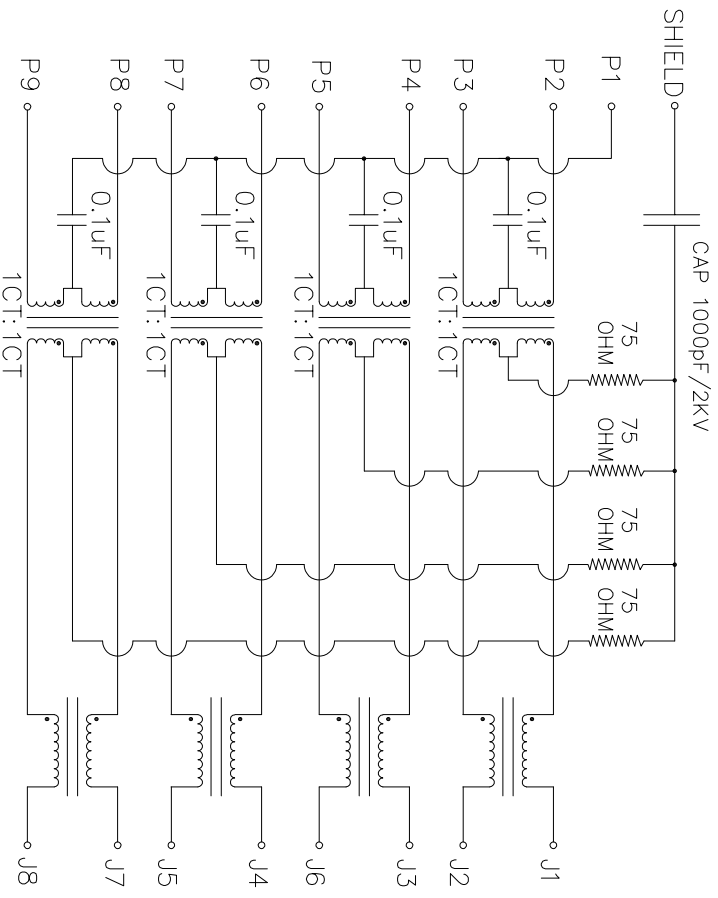 CAP 1000pF/2KV
SHIELD
75
OHM
75
OHM
75
OHM
75
OHM
P1
P2
J1
0.1uF
P3
J2
1CT:1CT
P4
J3
0.1uF
P5
J6
1CT:1CT
P6
J4
0.1uF
P7
J5
1CT:1CT
P8
J7
0.1uF
P9
J8
1CT:1CT